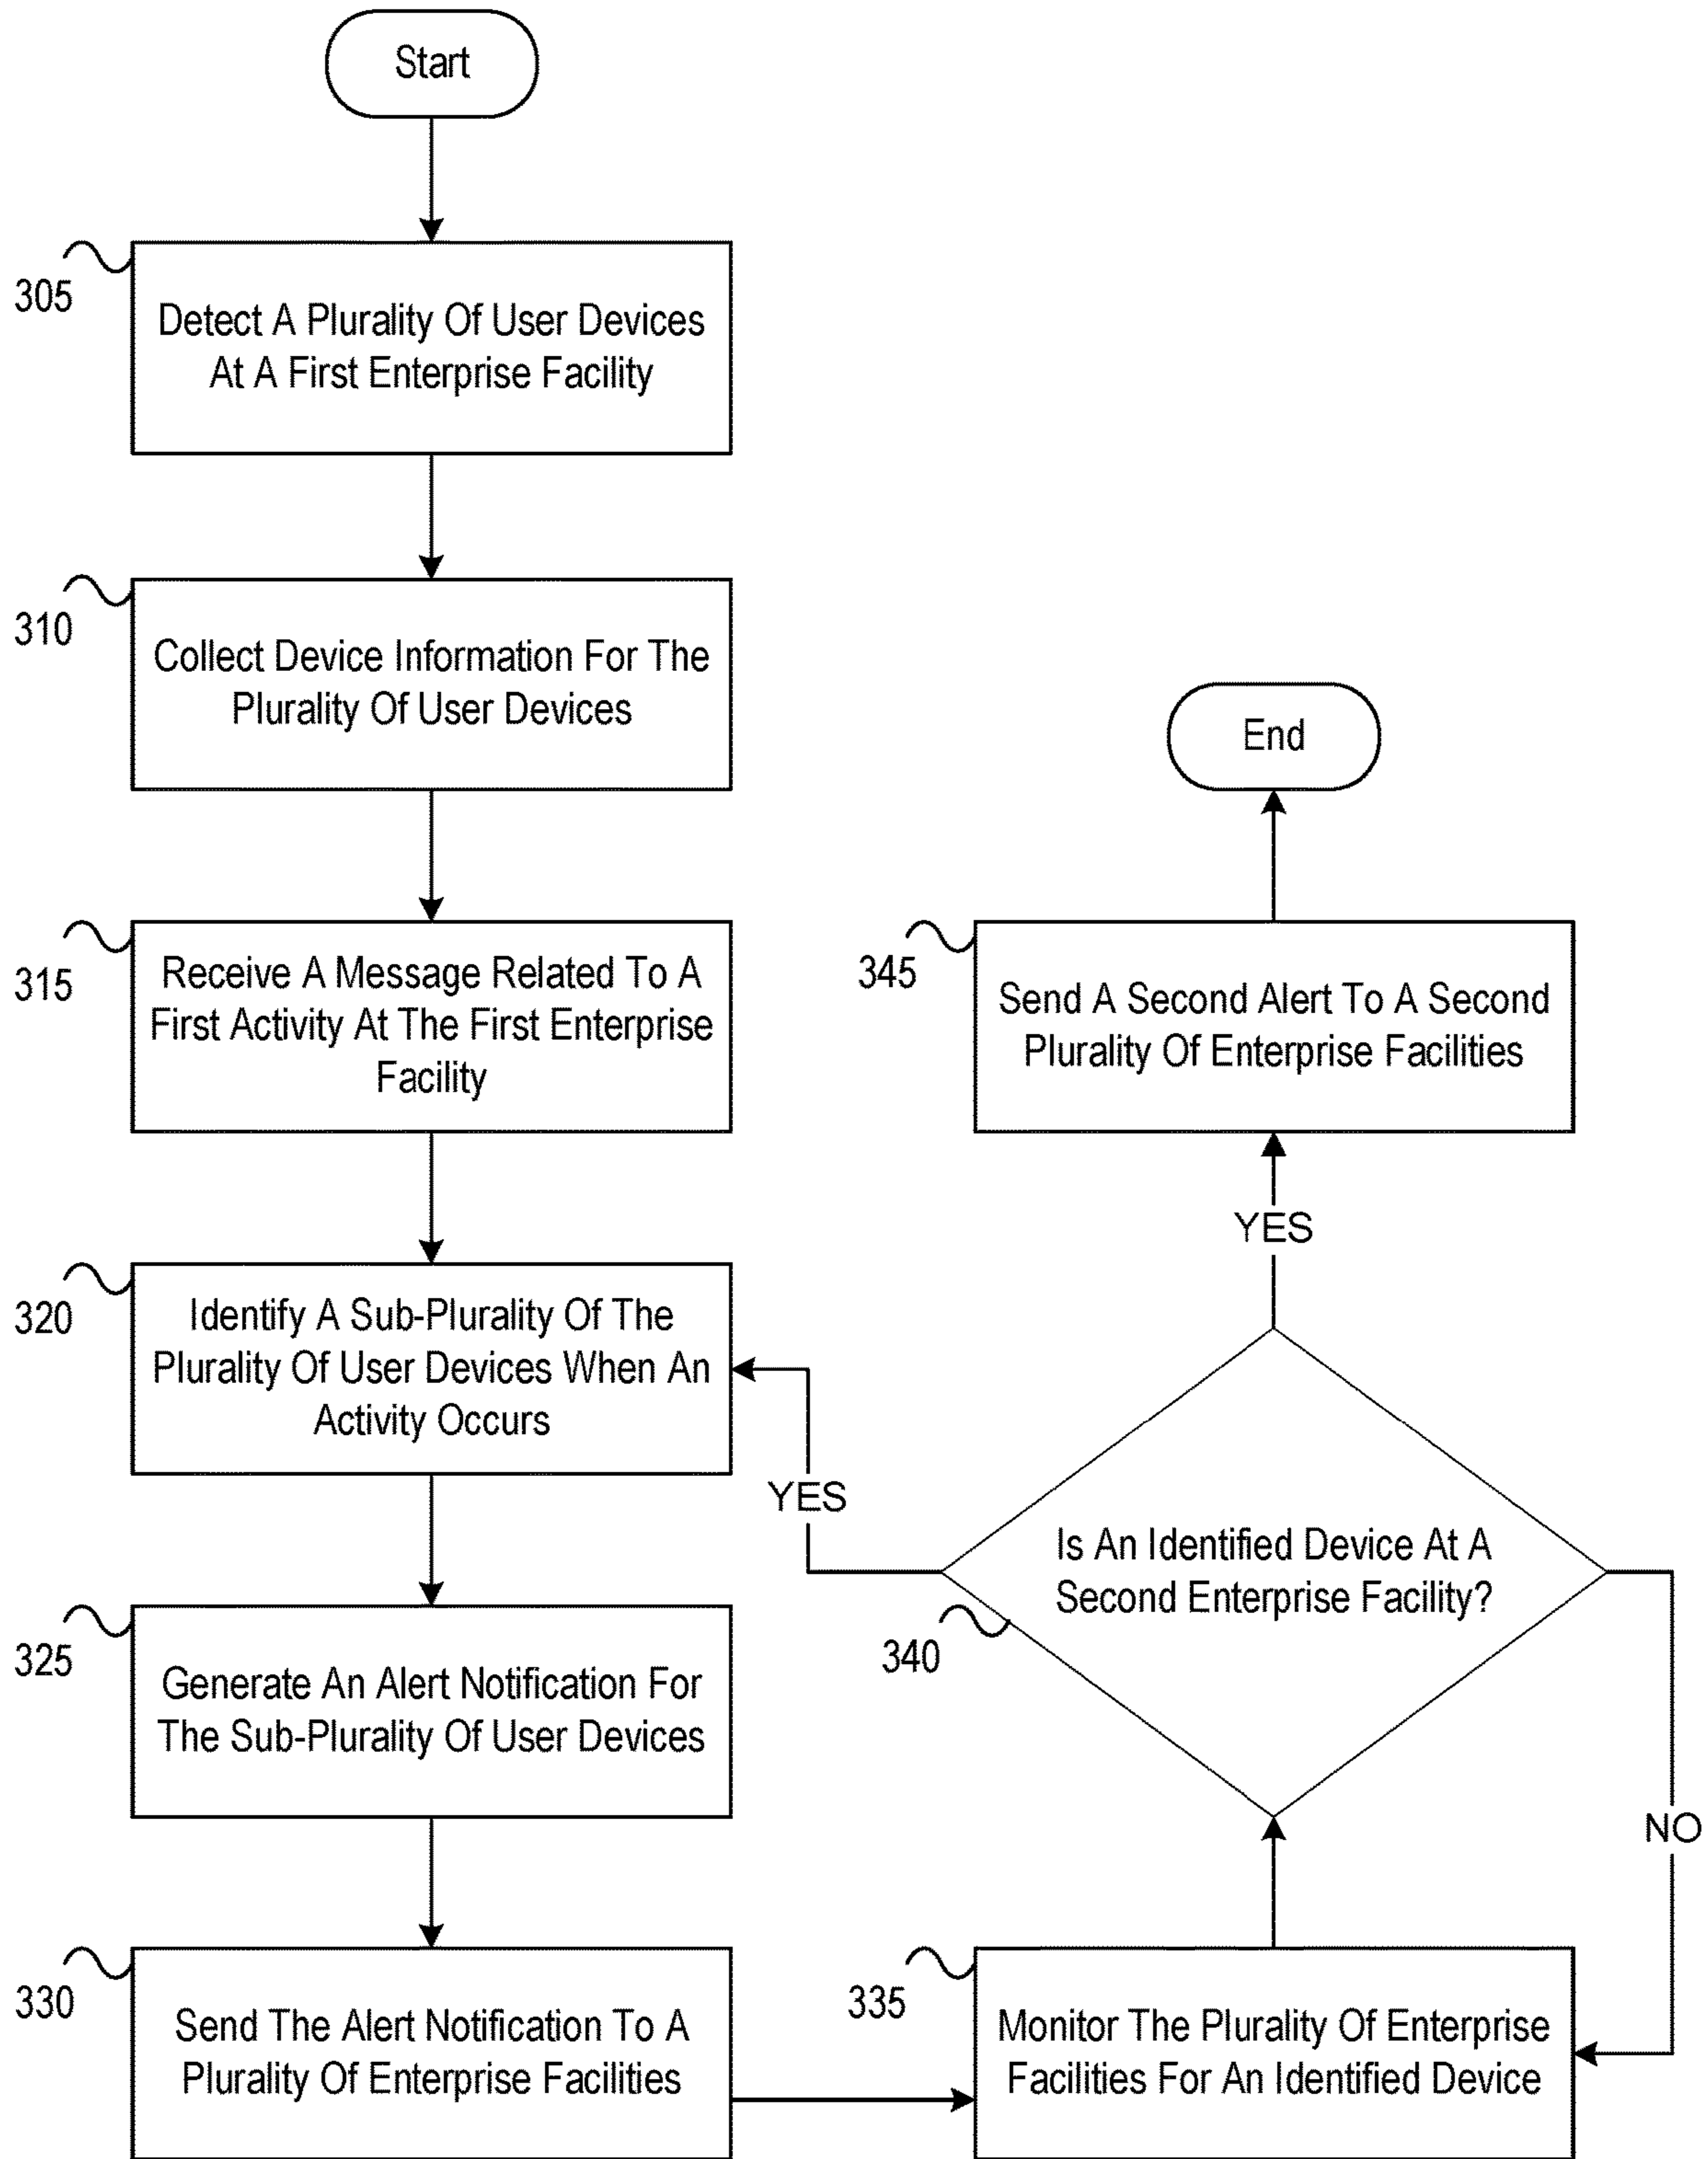 Start
305
Detect A Plurality Of User Devices
At A First Enterprise Facility
310
Collect Device Information For The
Plurality Of User Devices
315
Receive A Message Related To A
First Activity At The First Enterprise
Facility
320
Identify A Sub-Plurality Of The
Plurality Of User Devices When An
Activity Occurs
325
Generate An Alert Notification For
The Sub-Plurality Of User Devices
330
Send The Alert Notification To A
Plurality Of Enterprise Facilities
335
Monitor The Plurality Of Enterprise
Facilities For An Identified Device
340
Is An Identified Device At A
Second Enterprise Facility?
YES
NO
YES
345
Send A Second Alert To A Second
Plurality Of Enterprise Facilities
End